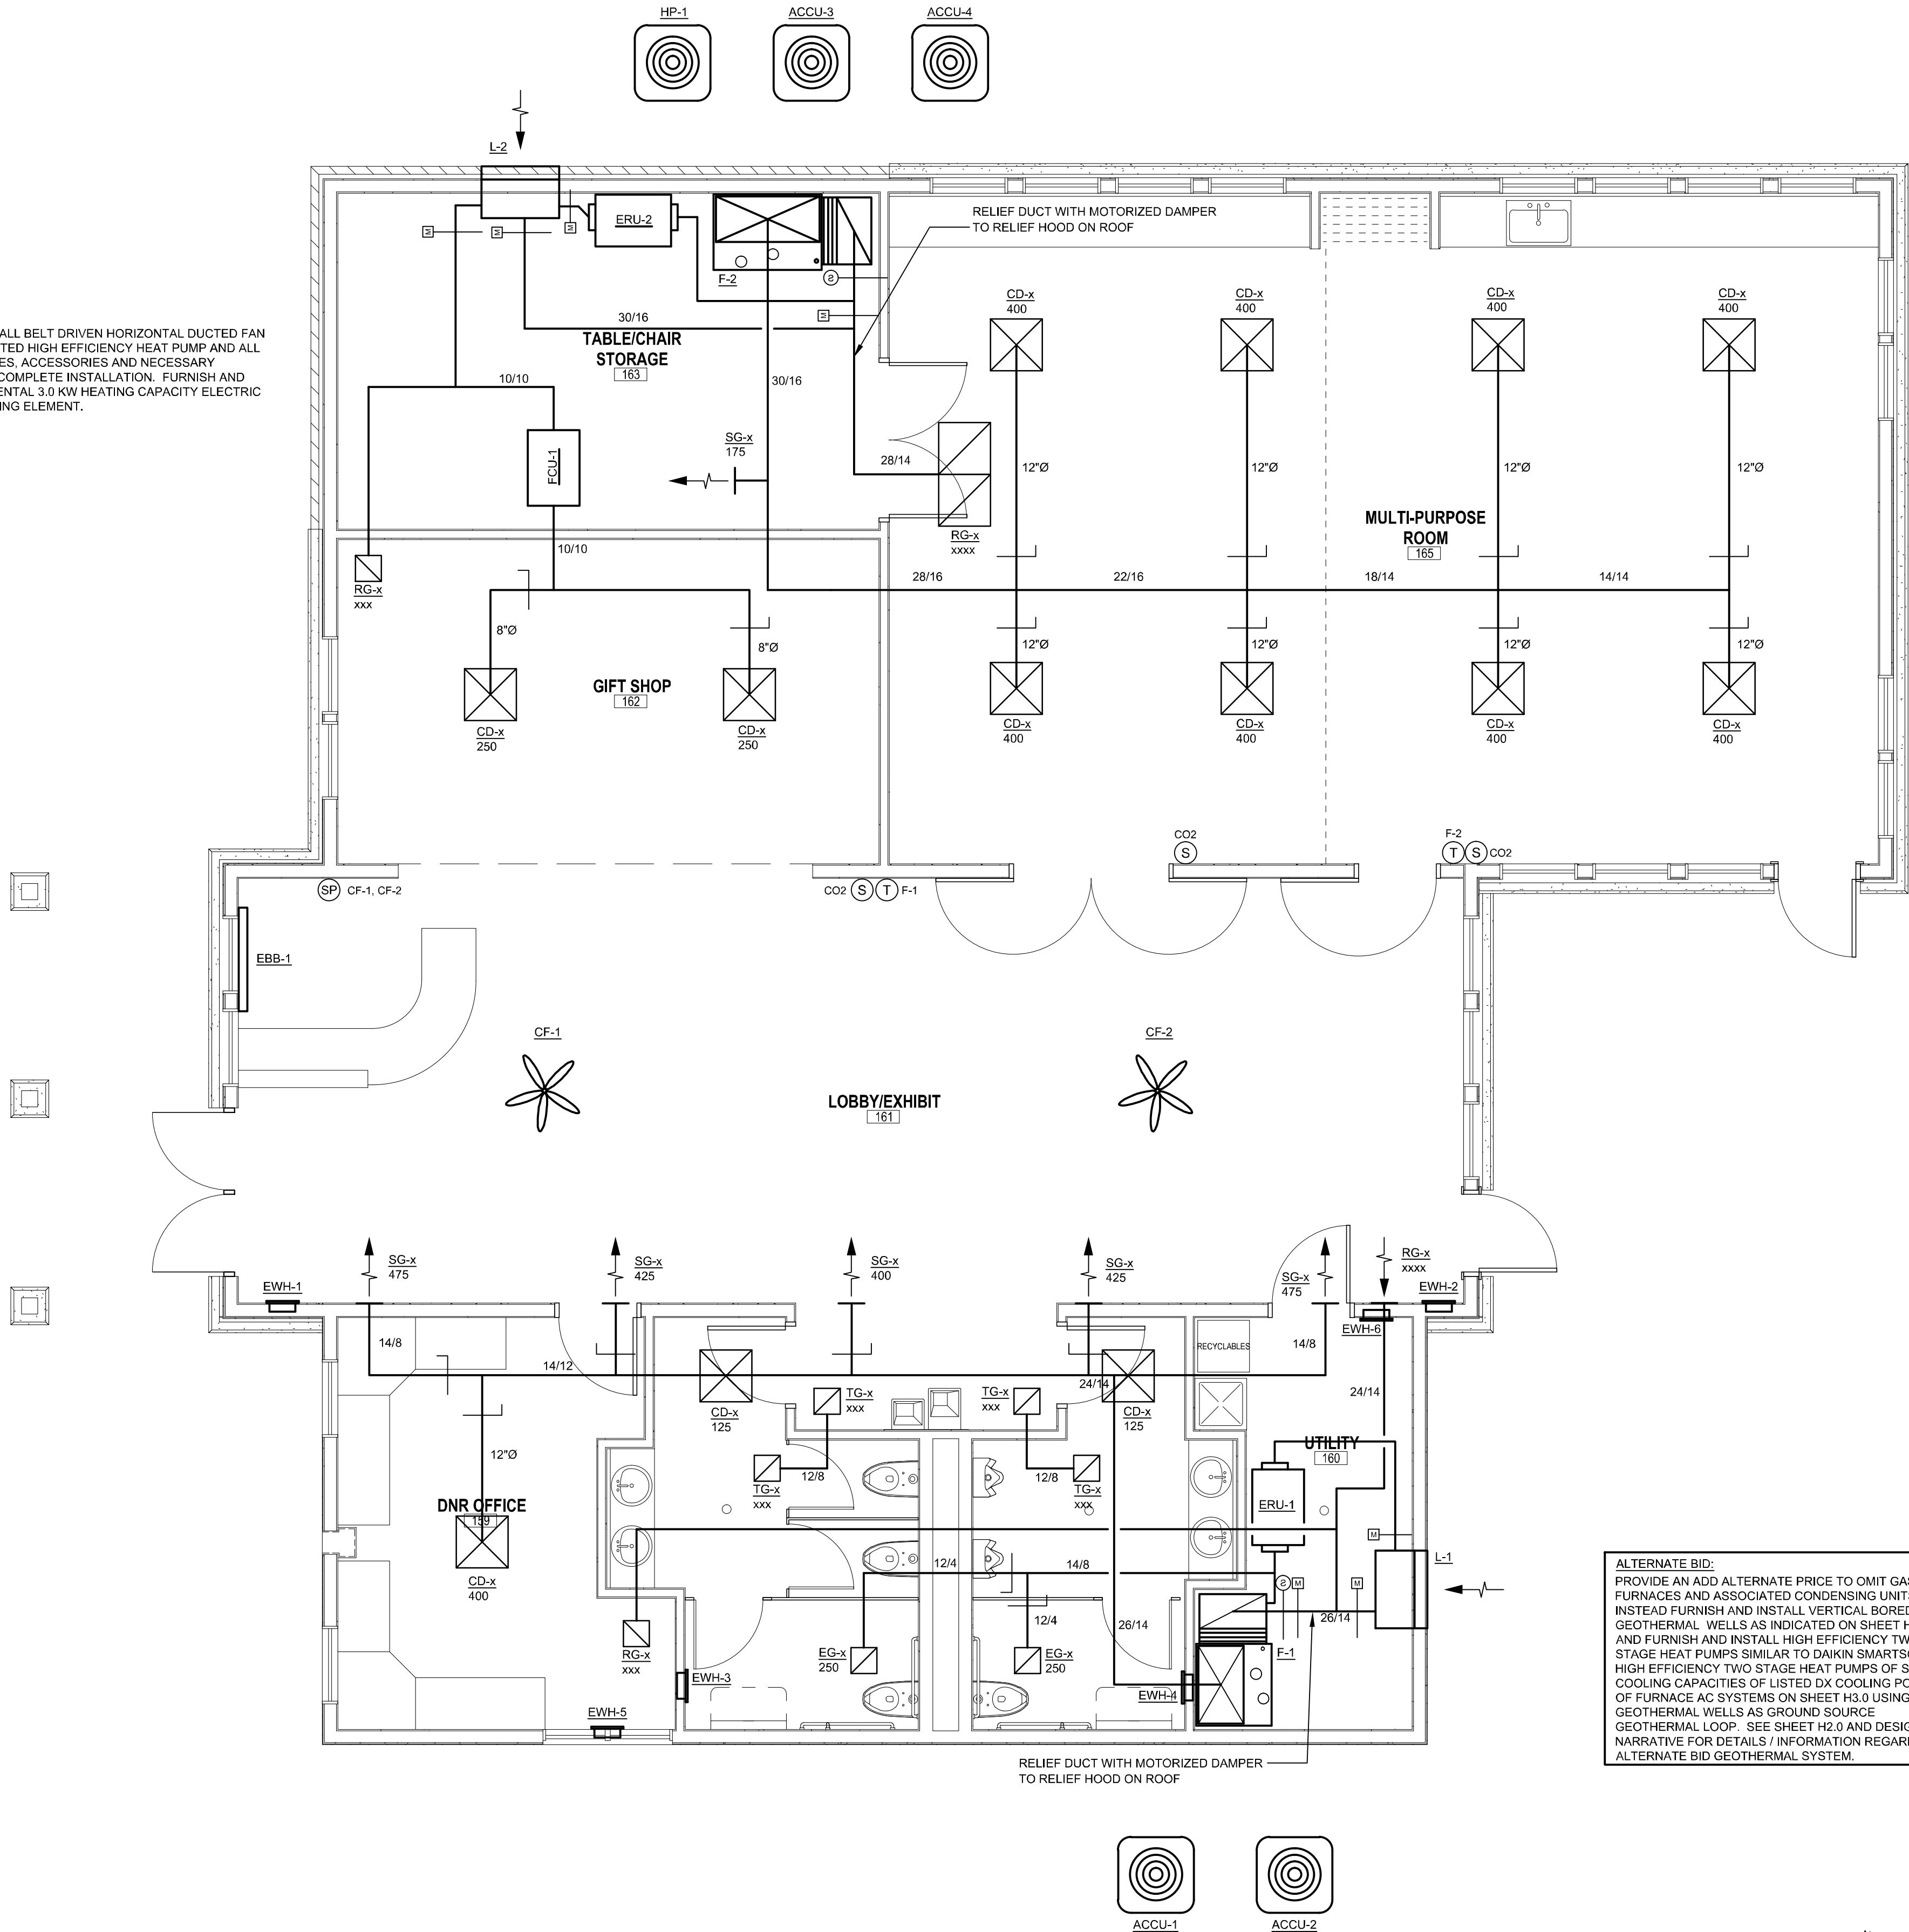 HP-1
ACCU-3
ACCU-4
L-2
ERU-2
F-2
RELIEF DUCT WITH MOTORIZED DAMPER
TO RELIEF HOOD ON ROOF
M
M
M
S
M
30/16
TABLE/CHAIR
STORAGE
163
10/10
30/16
FCU-1
SG-x
175
28/14
RG-x
xxxx
10/10
RG-x
xxx
ALL BELT DRIVEN HORIZONTAL DUCTED FAN
TED HIGH EFFICIENCY HEAT PUMP AND ALL
ES, ACCESSORIES AND NECESSARY
COMPLETE INSTALLATION. FURNISH AND
ENTAL 3.0 KW HEATING CAPACITY ELECTRIC
ING ELEMENT.
CD-x
400
CD-x
400
CD-x
400
CD-x
400
12"Ø
12"Ø
12"Ø
12"Ø
MULTI-PURPOSE
ROOM
165
28/16
22/16
18/14
14/14
12"Ø
12"Ø
12"Ø
12"Ø
CD-x
400
CD-x
400
CD-x
400
CD-x
400
8"Ø
8"Ø
GIFT SHOP
162
CD-x
250
CD-x
250
CO2
S
F-2
T S CO2
SP CF-1, CF-2
CO2 S T F-1
EBB-1
CF-1
CF-2
LOBBY/EXHIBIT
161
SG-x
475
SG-x
425
SG-x
400
SG-x
425
SG-x
475
RG-x
xxxx
EWH-1
EWH-2
EWH-6
14/8
14/12
24/14
RECYCLABLES
14/8
24/14
CD-x
125
TG-x
xxx
TG-x
xxx
CD-x
125
12"Ø
TG-x
xxx
12/8
12/8
TG-x
xxx
UTILITY
160
ERU-1
DNR OFFICE
159
CD-x
400
M
L-1
12/4
14/8
S
M
M
12/4
26/14
26/14
RG-x
xxx
EG-x
250
EG-x
250
F-1
EWH-3
EWH-4
EWH-5
RELIEF DUCT WITH MOTORIZED DAMPER
TO RELIEF HOOD ON ROOF
ALTERNATE BID:
PROVIDE AN ADD ALTERNATE PRICE TO OMIT GAS
FURNACES AND ASSOCIATED CONDENSING UNITS
INSTEAD FURNISH AND INSTALL VERTICAL BORED
GEOTHERMAL WELLS AS INDICATED ON SHEET H
AND FURNISH AND INSTALL HIGH EFFICIENCY TW
STAGE HEAT PUMPS SIMILAR TO DAIKIN SMARTSO
HIGH EFFICIENCY TWO STAGE HEAT PUMPS OF S
COOLING CAPACITIES OF LISTED DX COOLING PO
OF FURNACE AC SYSTEMS ON SHEET H3.0 USING
GEOTHERMAL WELLS AS GROUND SOURCE
GEOTHERMAL LOOP. SEE SHEET H2.0 AND DESIG
NARRATIVE FOR DETAILS / INFORMATION REGAR
ALTERNATE BID GEOTHERMAL SYSTEM.
ACCU-1
ACCU-2